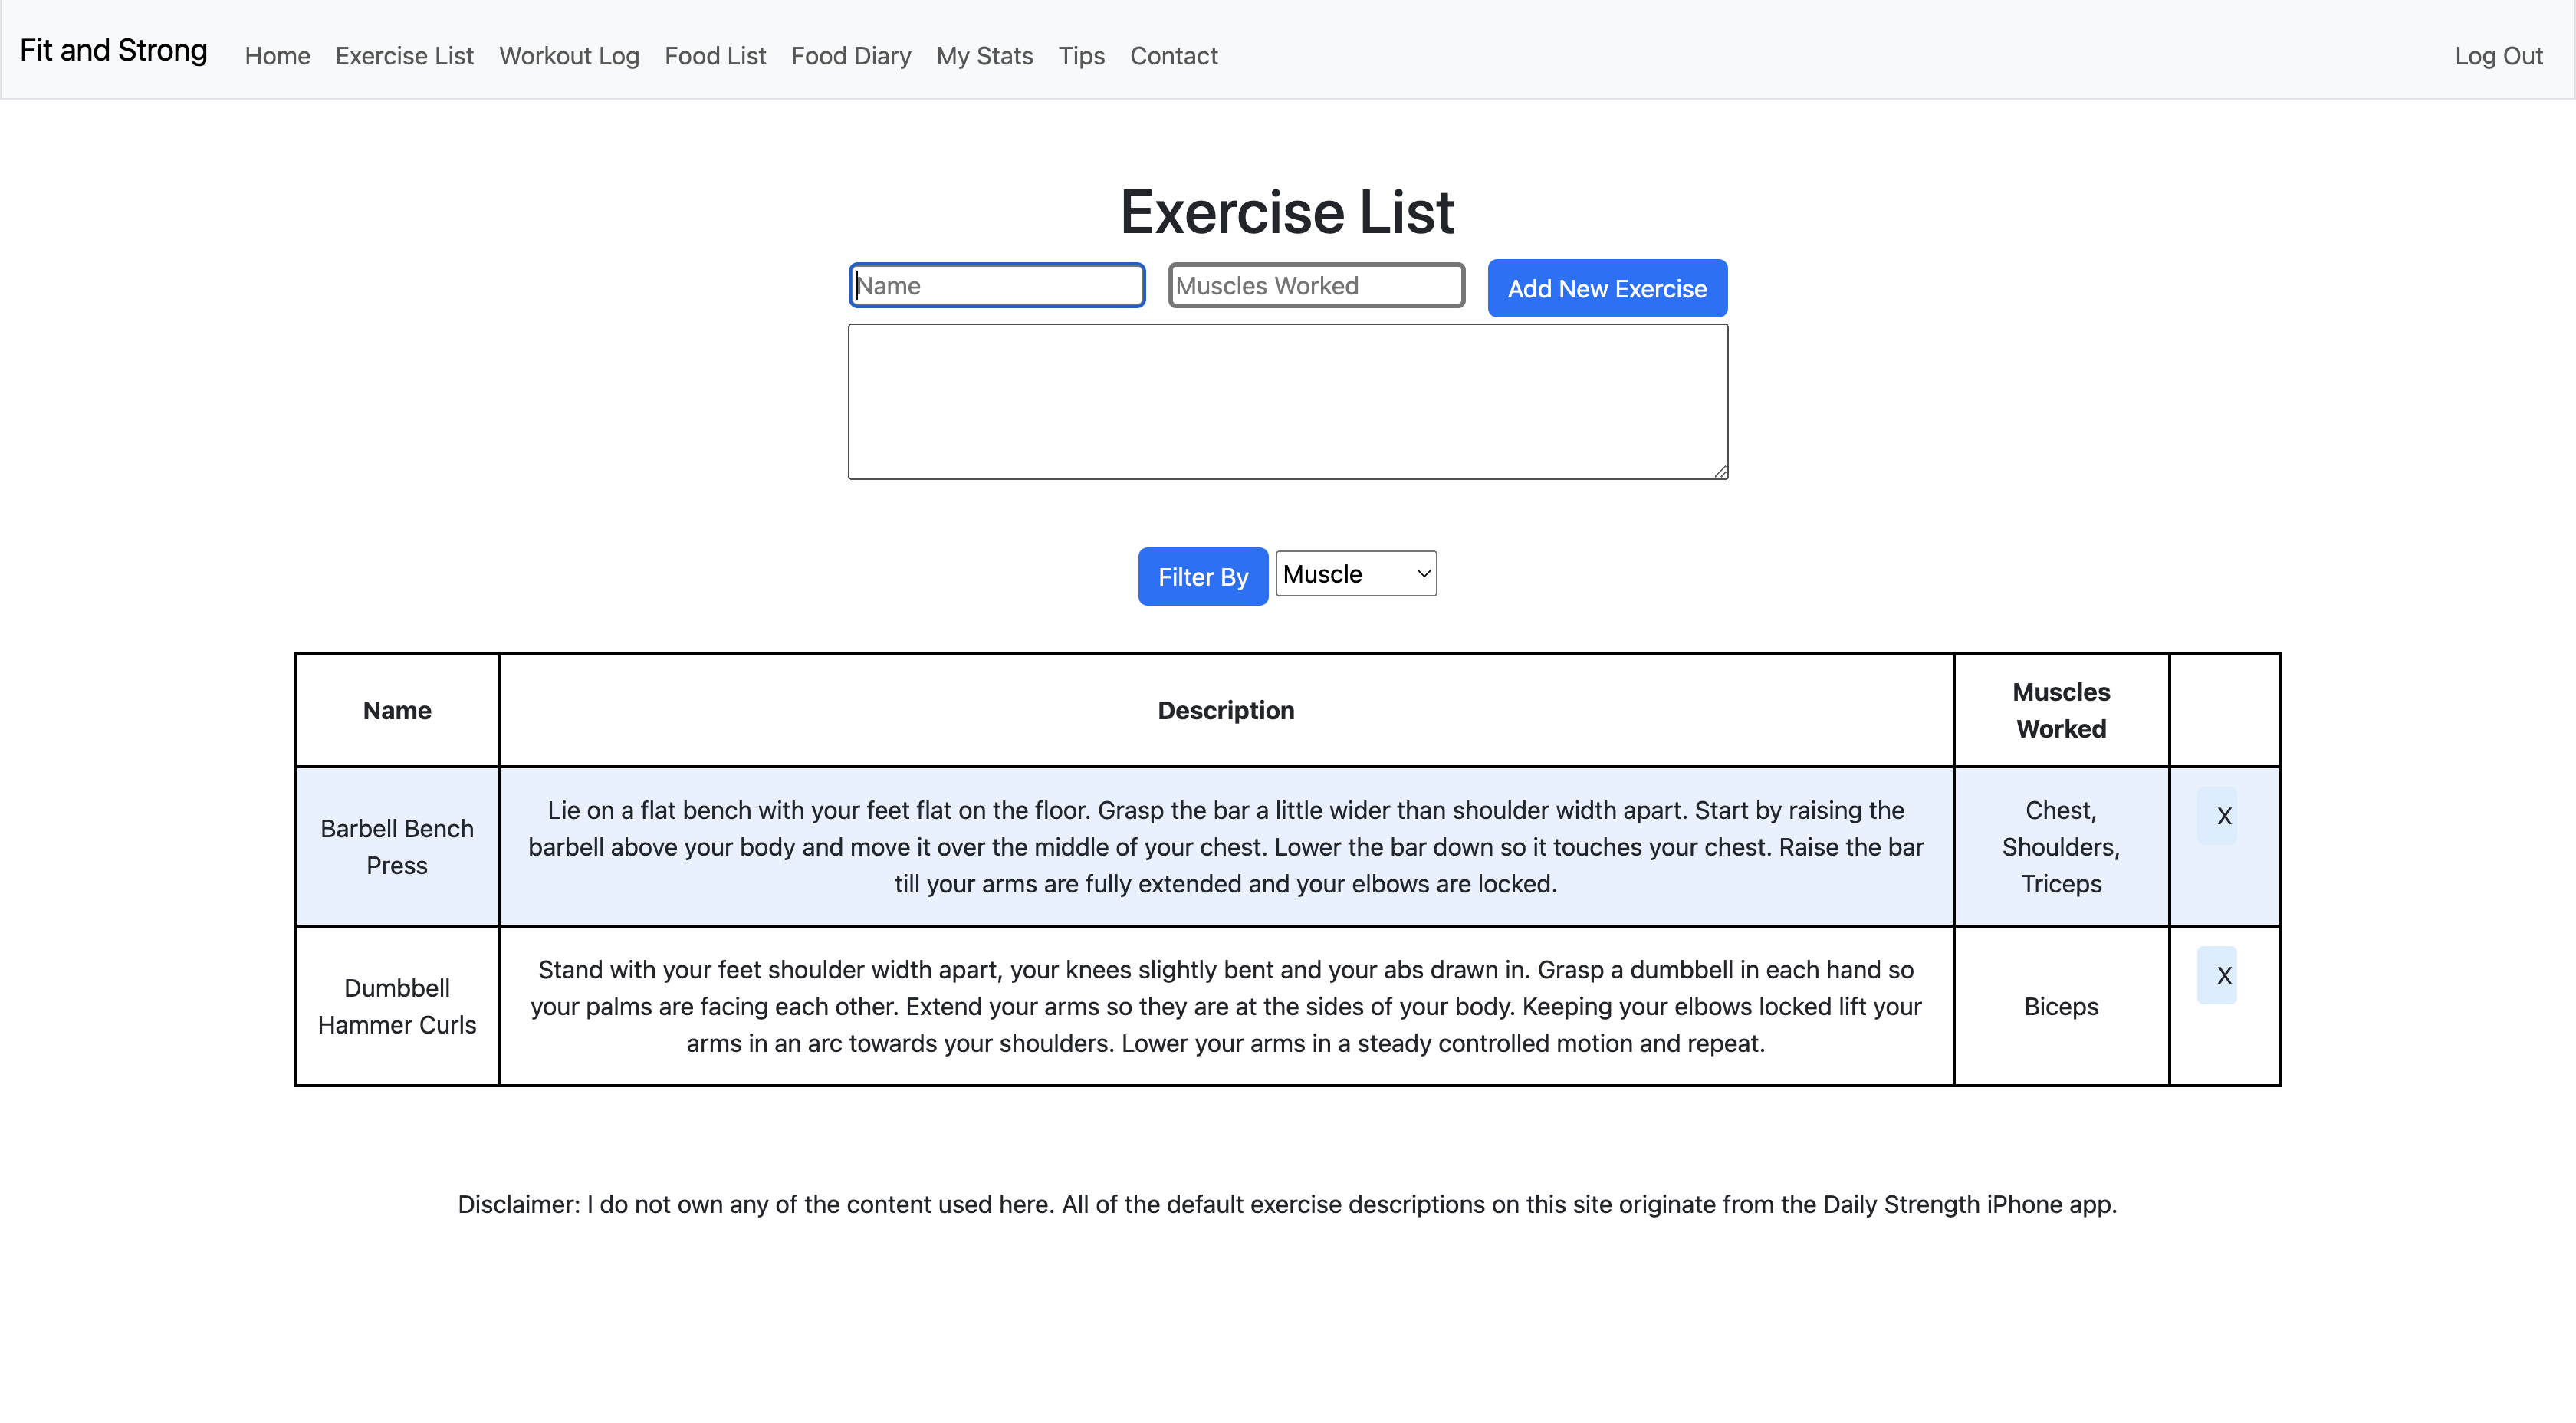 Fit and Strong Home Exercise List Workout Log Food List Food Diary My Stats Tips Contact Log Out
Exercise List
Name Muscles Worked Add New Exercise
Filter By Muscle
Name Description Muscles Worked
Barbell Bench Press
Lie on a flat bench with your feet flat on the floor. Grasp the bar a little wider than shoulder width apart. Start by raising the
barbell above your body and move it over the middle of your chest. Lower the bar down so it touches your chest. Raise the bar
till your arms are fully extended and your elbows are locked.
Chest,
Shoulders,
Triceps
X
Dumbbell
Hammer Curls
Stand with your feet shoulder width apart, your knees slightly bent and your abs drawn in. Grasp a dumbbell in each hand so
your palms are facing each other. Extend your arms so they are at the sides of your body. Keeping your elbows locked lift your
arms in an arc towards your shoulders. Lower your arms in a steady controlled motion and repeat.
Biceps
X
Disclaimer: I do not own any of the content used here. All of the default exercise descriptions on this site originate from the Daily Strength iPhone app.